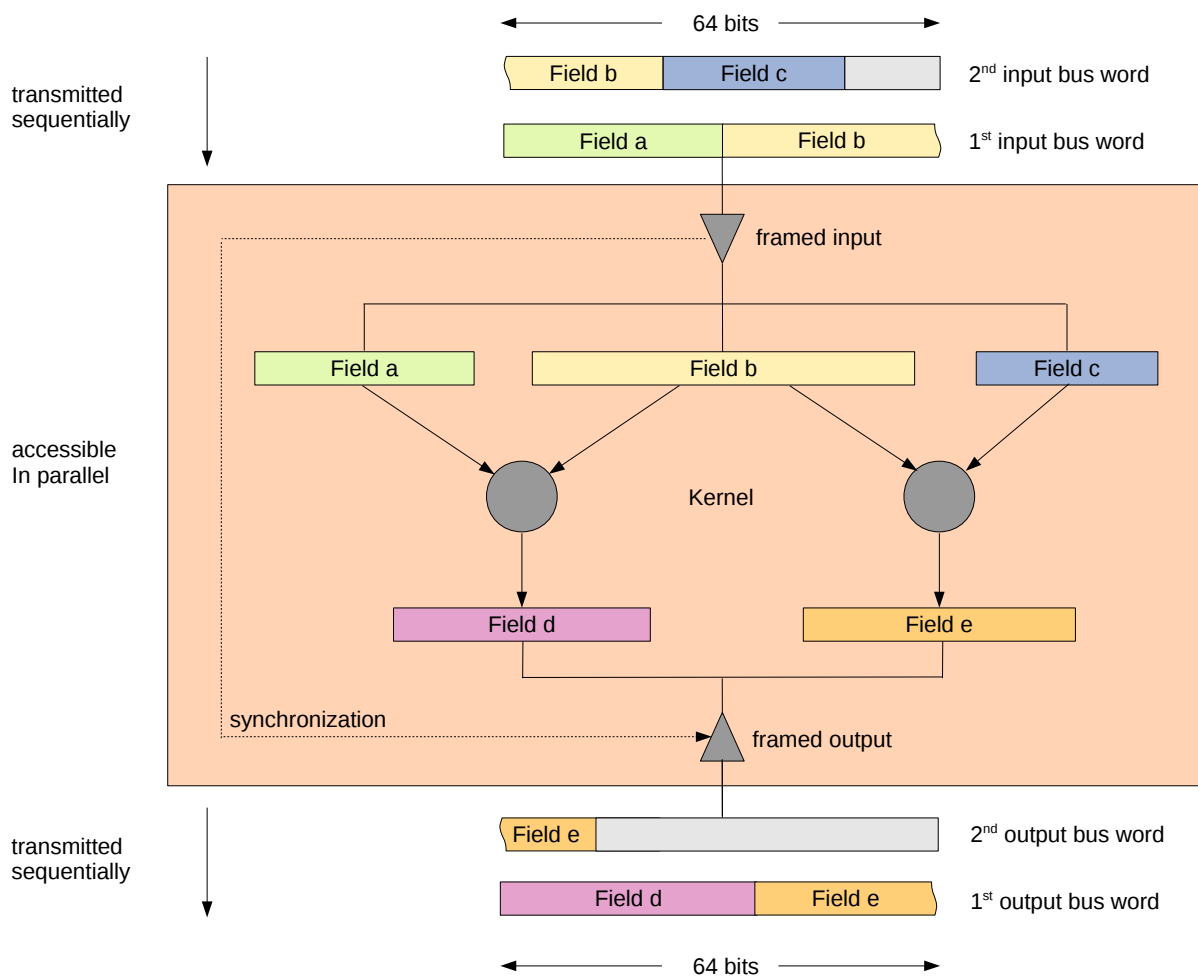 64 bits
Field b
Field c
2nd input bus word
transmitted
sequentially
Field a
Field b
1st input bus word
framed input
Field a
Field b
Field c
accessible
In parallel
Kernel
Field d
Field e
synchronization
framed output
transmitted
sequentially
Field e
2nd output bus word
Field d
Field e
1st output bus word
64 bits